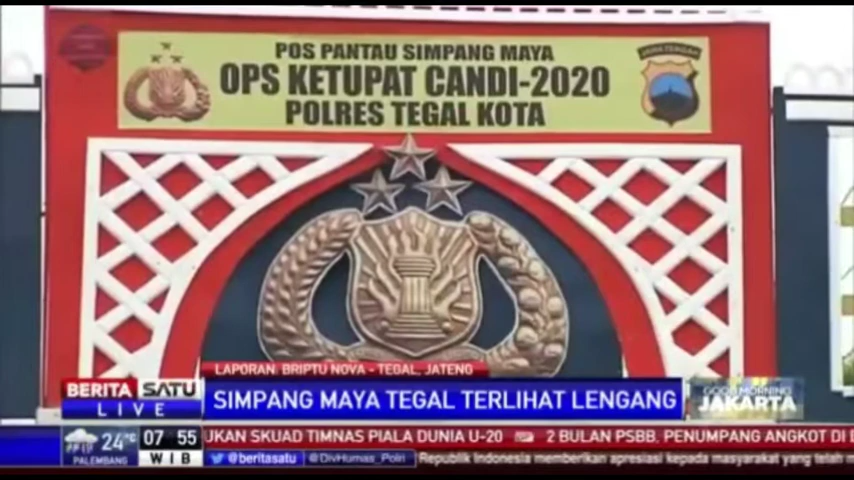 POS PANTAU SIMPANG MAYA
OPS KETUPAT CANDI-2020
POLRES TEGAL KOTA
JAWA TENGAH
LAPORAN: BRIPTU NOVA - TEGAL, JATENG
BERITA SATU
LIVE
SIMPANG MAYA TEGAL TERLIHAT LENGANG
GOOD MORNING
JAKARTA
24°
PALEMBANG
07 55
WIB
UKAN SKUAD TIMNAS PIALA DUNIA U-20
2 BULAN PSBB, PENUMPANG ANGKOT DI
@beritasatu
@DivHumas_Polri
Republik Indonesia memberikan apresiasi kepada masyarakat yang telah m